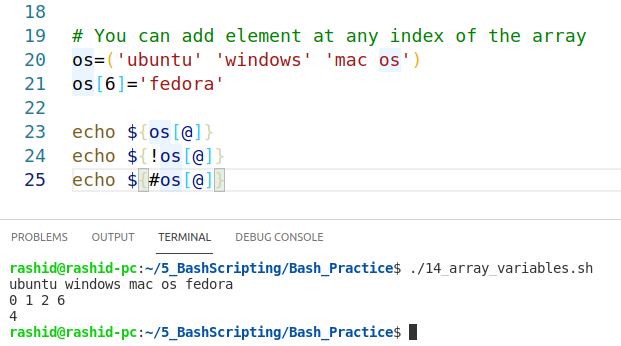 18
19 # You can add element at any index of the array
20 os=('ubuntu' 'windows' 'mac os')
21 os[6]='fedora'
22
23 echo ${os[@]}
24 echo ${!os[@]}
25 echo ${#os[@]}
PROBLEMS OUTPUT TERMINAL DEBUG CONSOLE
rashid@rashid-pc:~/5_BashScripting/Bash_Practice$ ./14_array_variables.sh
ubuntu windows mac os fedora
0 1 2 6
4
rashid@rashid-pc:~/5_BashScripting/Bash_Practice$